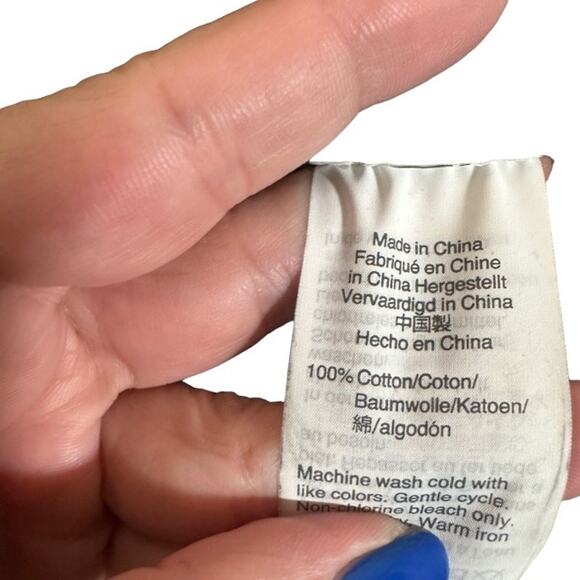 Made in China
Fabriqué en Chine
in China Hergestellt
Vervaardigd in China
中国製
Hecho en China
100% Cotton/Coton/
Baumwolle/Katoen/
綿/algodón
Machine wash cold with
like colors. Gentle cycle.
Non-chlorine bleach only.
Warm iron